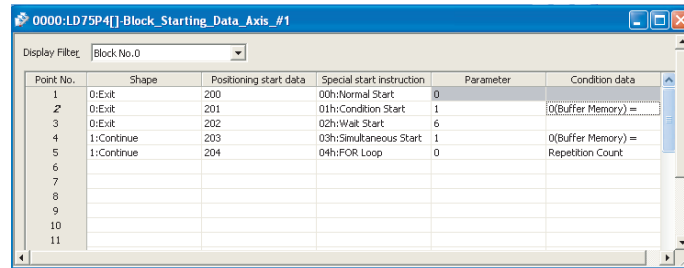 0000:LD75P4[]-Block_Starting_Data_Axis_#1
Display Filter Block No.0
Point No. Shape Positioning start data Special start instruction Parameter Condition data
1 0:Exit 200 00h:Normal Start 0
2 0:Exit 201 01h:Condition Start 1 0(Buffer Memory) =
3 0:Exit 202 02h:Wait Start 6
4 1:Continue 203 03h:Simultaneous Start 1 0(Buffer Memory) =
5 1:Continue 204 04h:FOR Loop 0 Repetition Count
6
7
8
9
10
11